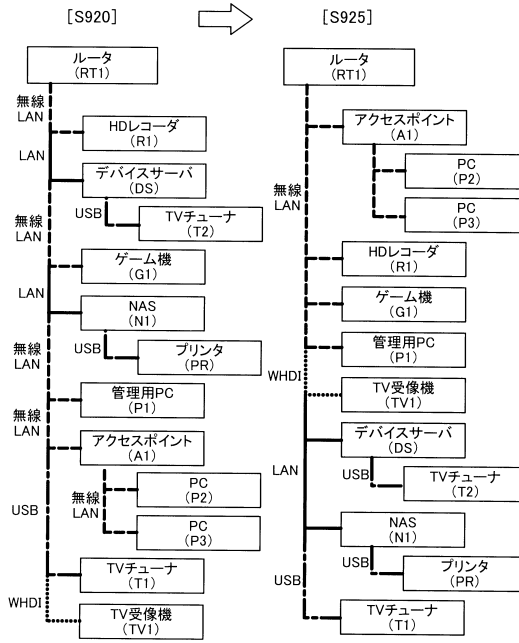 [S920]
ルータ
(RT1)
無線
LAN
HDレコーダ
(R1)
LAN
デバイスサーバ
(DS)
USB
TVチューナ
(T2)
無線
LAN
ゲーム機
(G1)
LAN
NAS
(N1)
USB
プリンタ
(PR)
無線
LAN
管理用PC
(P1)
無線
LAN
アクセスポイント
(A1)
無線
LAN
PC
(P2)
PC
(P3)
USB
TVチューナ
(T1)
WHDI
TV受像機
(TV1)
[S925]
ルータ
(RT1)
アクセスポイント
(A1)
PC
(P2)
無線
LAN
PC
(P3)
HDレコーダ
(R1)
ゲーム機
(G1)
管理用PC
(P1)
WHDI
TV受像機
(TV1)
デバイスサーバ
(DS)
LAN
USB
TVチューナ
(T2)
NAS
(N1)
USB
プリンタ
(PR)
USB
TVチューナ
(T1)